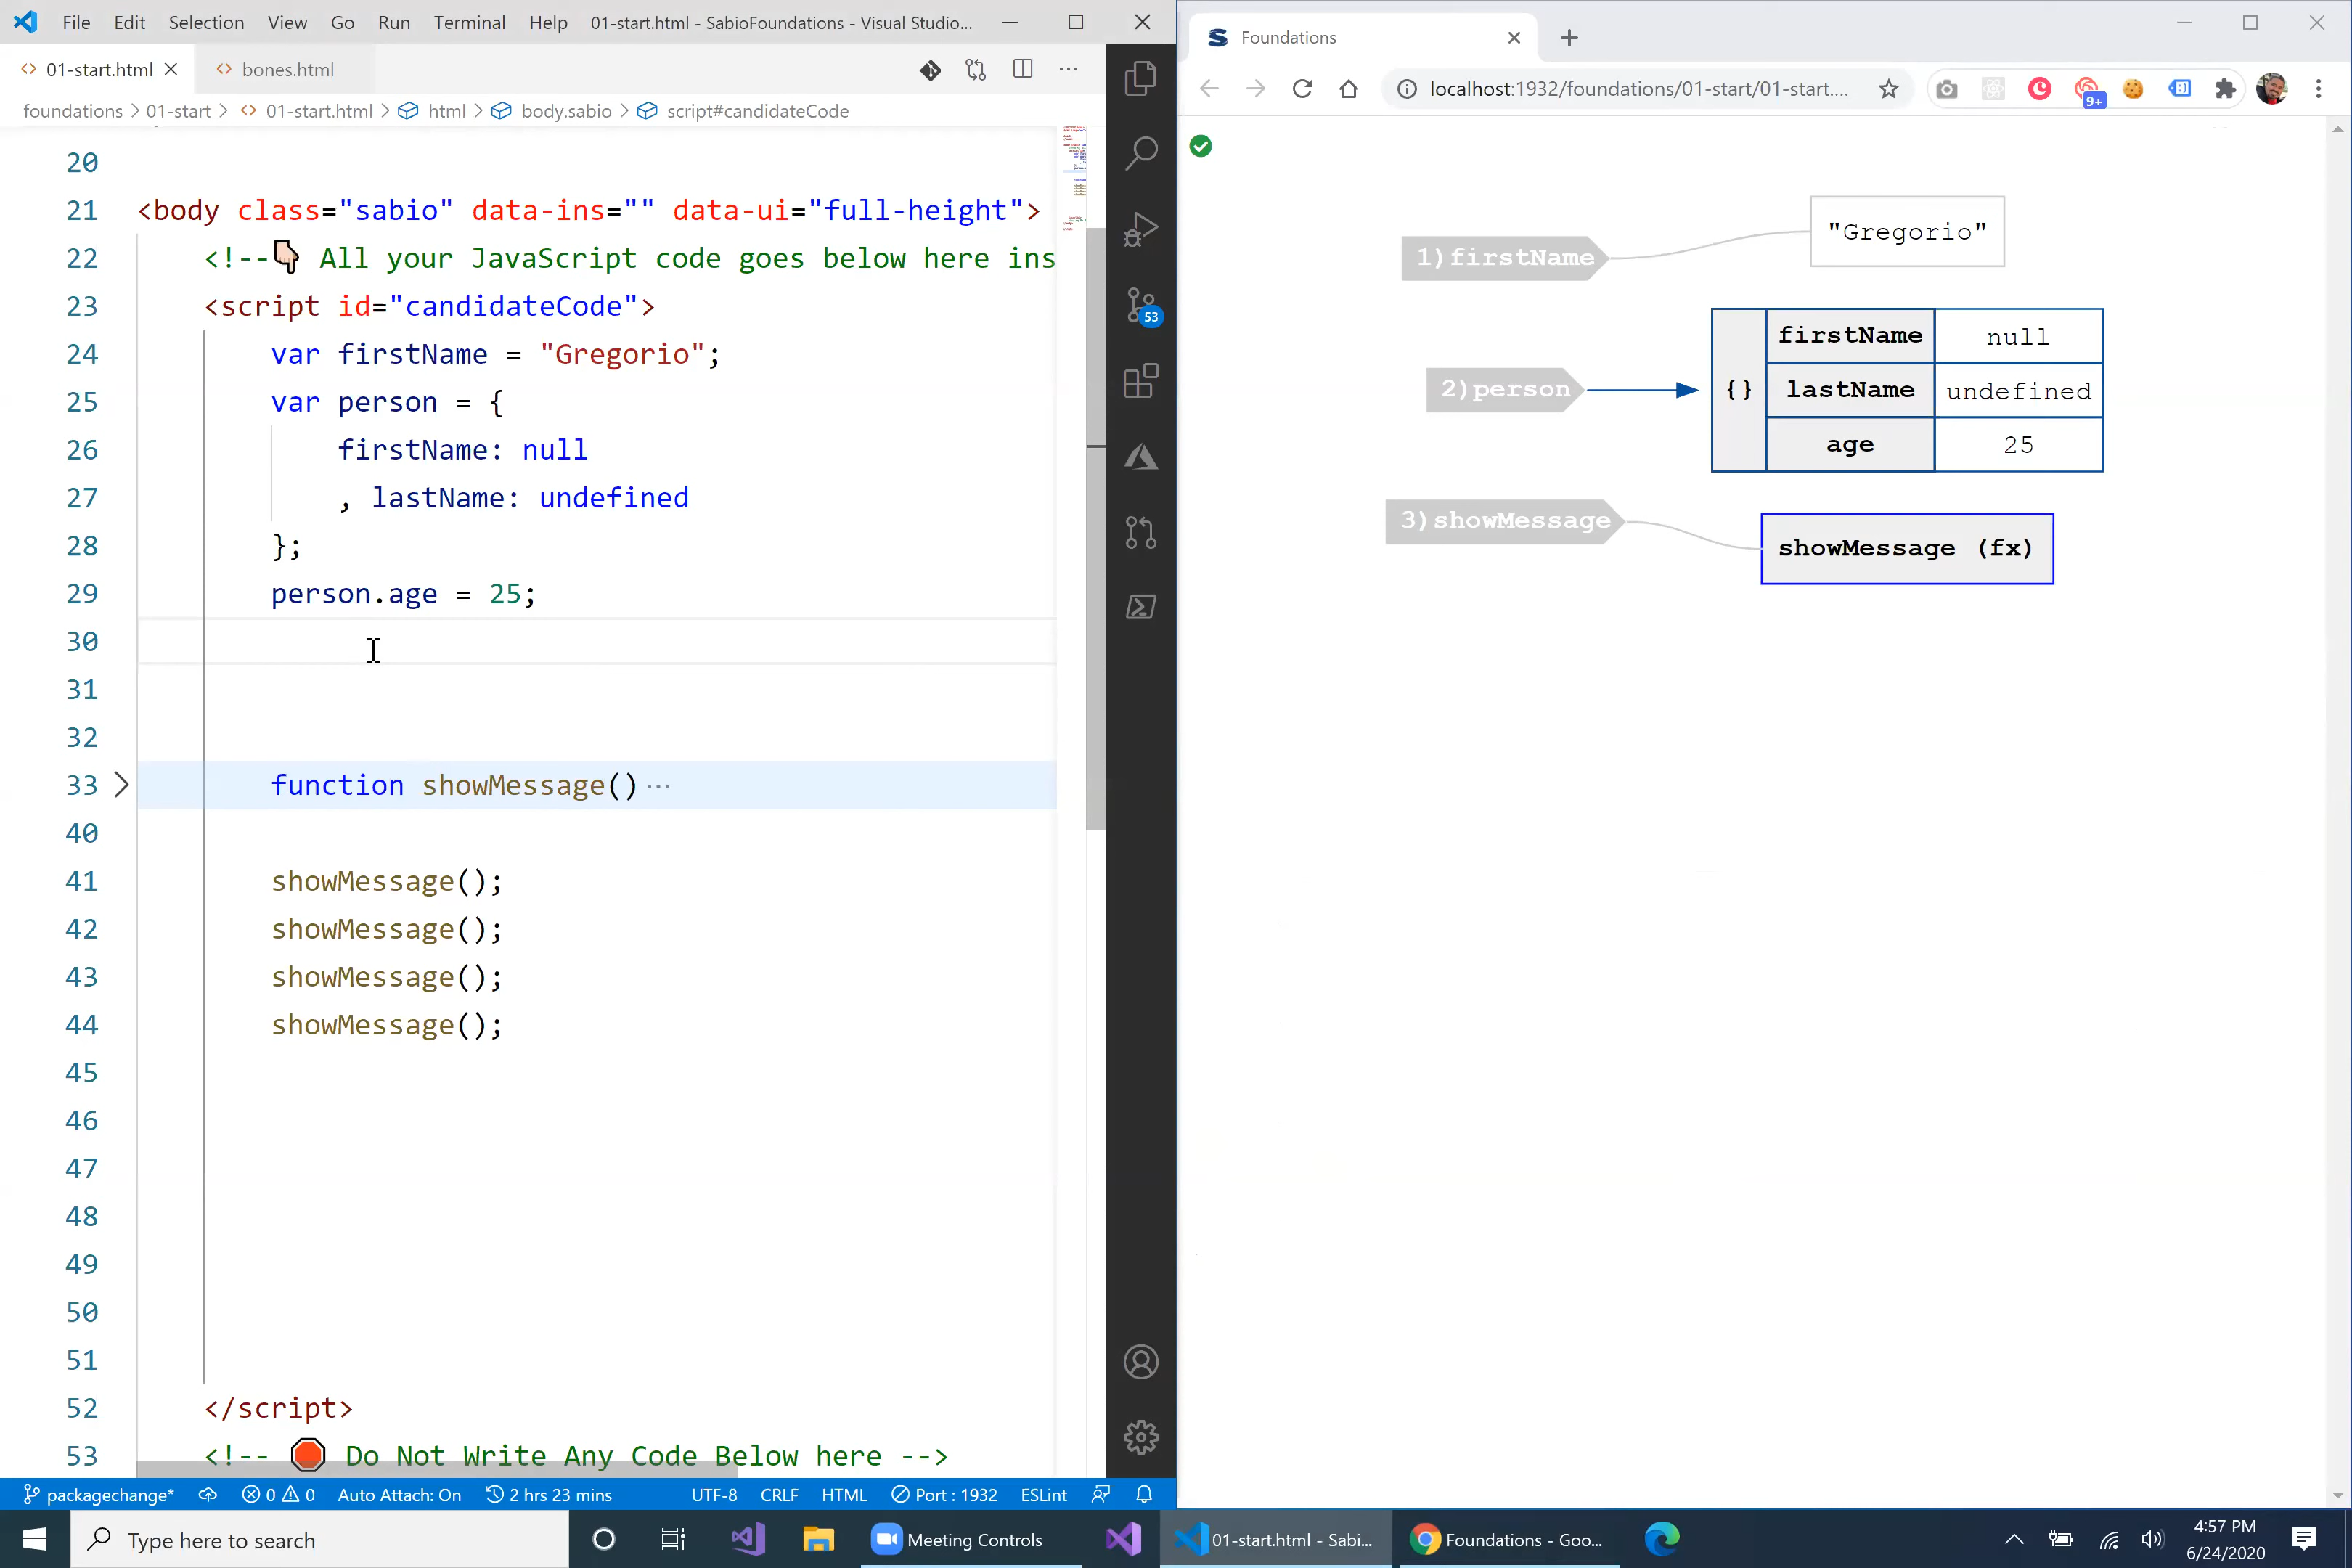 File Edit Selection View Go Run Terminal Help 01-start.html - SabioFoundations - Visual Studio...
01-start.html bones.html
foundations > 01-start > 01-start.html > html > body.sabio > script#candidateCode
20
21 <body class="sabio" data-ins="" data-ui="full-height">
22 <!--👇🏻 All your JavaScript code goes below here ins
23 <script id="candidateCode">
24 var firstName = "Gregorio";
25 var person = {
26 firstName: null
27 , lastName: undefined
28 };
29 person.age = 25;
30
31
32
33 function showMessage() ···
40
41 showMessage();
42 showMessage();
43 showMessage();
44 showMessage();
45
46
47
48
49
50
51
52 </script>
53 <!-- 🛑 Do Not Write Any Code Below here -->
53
packagechange* 0 0 Auto Attach: On 2 hrs 23 mins UTF-8 CRLF HTML Port : 1932 ESLint
Foundations
localhost:1932/foundations/01-start/01-start....
9+
1)firstName "Gregorio"
2)person {} firstName null
lastName undefined
age 25
3)showMessage showMessage (fx)
Type here to search
Meeting Controls
01-start.html - Sabi...
Foundations - Goo...
4:57 PM
6/24/2020